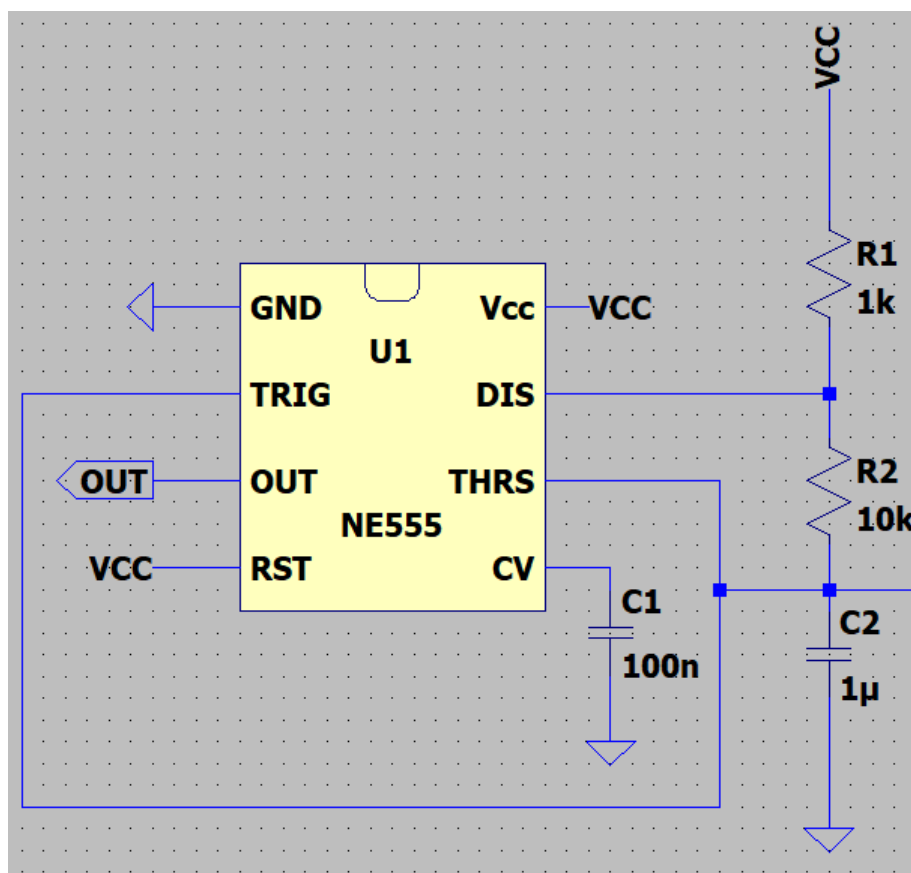 VCC
R1
1k
GND
Vcc
VCC
U1
TRIG
DIS
R2
10k
OUT
OUT
THRS
NE555
VCC
RST
CV
C1
100n
C2
1µ